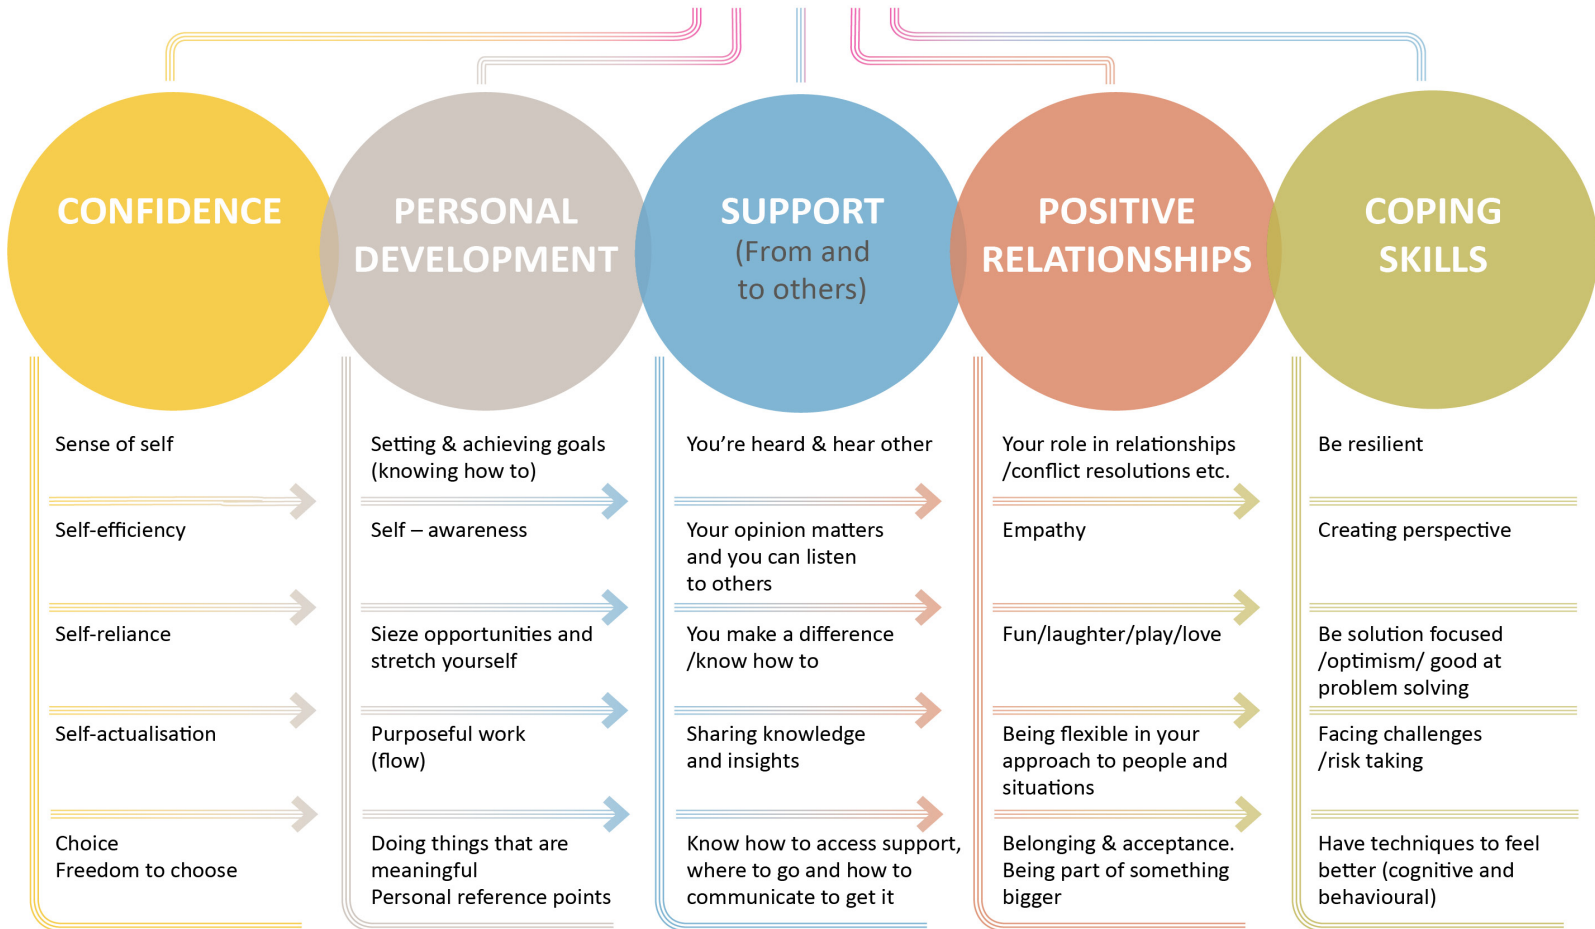 CONFIDENCE
PERSONAL
DEVELOPMENT
SUPPORT
(From and
to others)
POSITIVE
RELATIONSHIPS
COPING
SKILLS
Sense of self
Self-efficiency
Self-reliance
Self-actualisation
Choice
Freedom to choose
Setting & achieving goals
(knowing how to)
Self – awareness
Sieze opportunities and
stretch yourself
Purposeful work
(flow)
Doing things that are
meaningful
Personal reference points
You’re heard & hear other
Your opinion matters
and you can listen
to others
You make a difference
/know how to
Sharing knowledge
and insights
Know how to access support,
where to go and how to
communicate to get it
Your role in relationships
/conflict resolutions etc.
Empathy
Fun/laughter/play/love
Being flexible in your
approach to people and
situations
Belonging & acceptance.
Being part of something
bigger
Be resilient
Creating perspective
Be solution focused
/optimism/ good at
problem solving
Facing challenges
/risk taking
Have techniques to feel
better (cognitive and
behavioural)